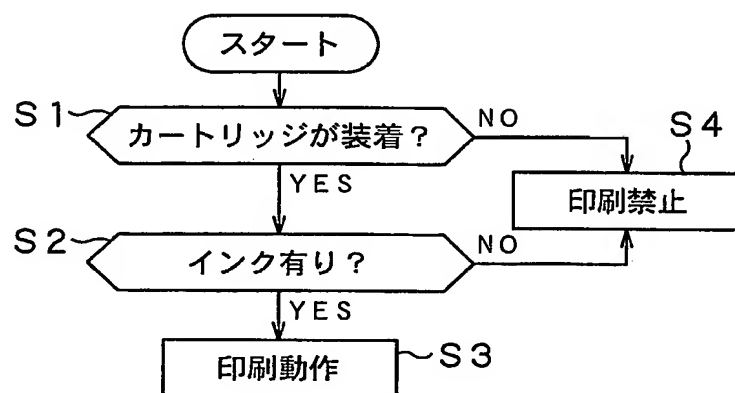 スタート
S1
カートリッジが装着？
NO
S4
YES
印刷禁止
S2
インク有り？
NO
YES
印刷動作
S3